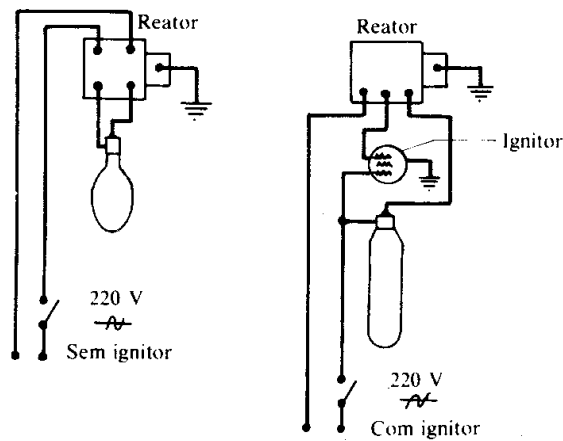 Reator
220 V
Sem ignitor
Reator
Ignitor
220 V
Com ignitor